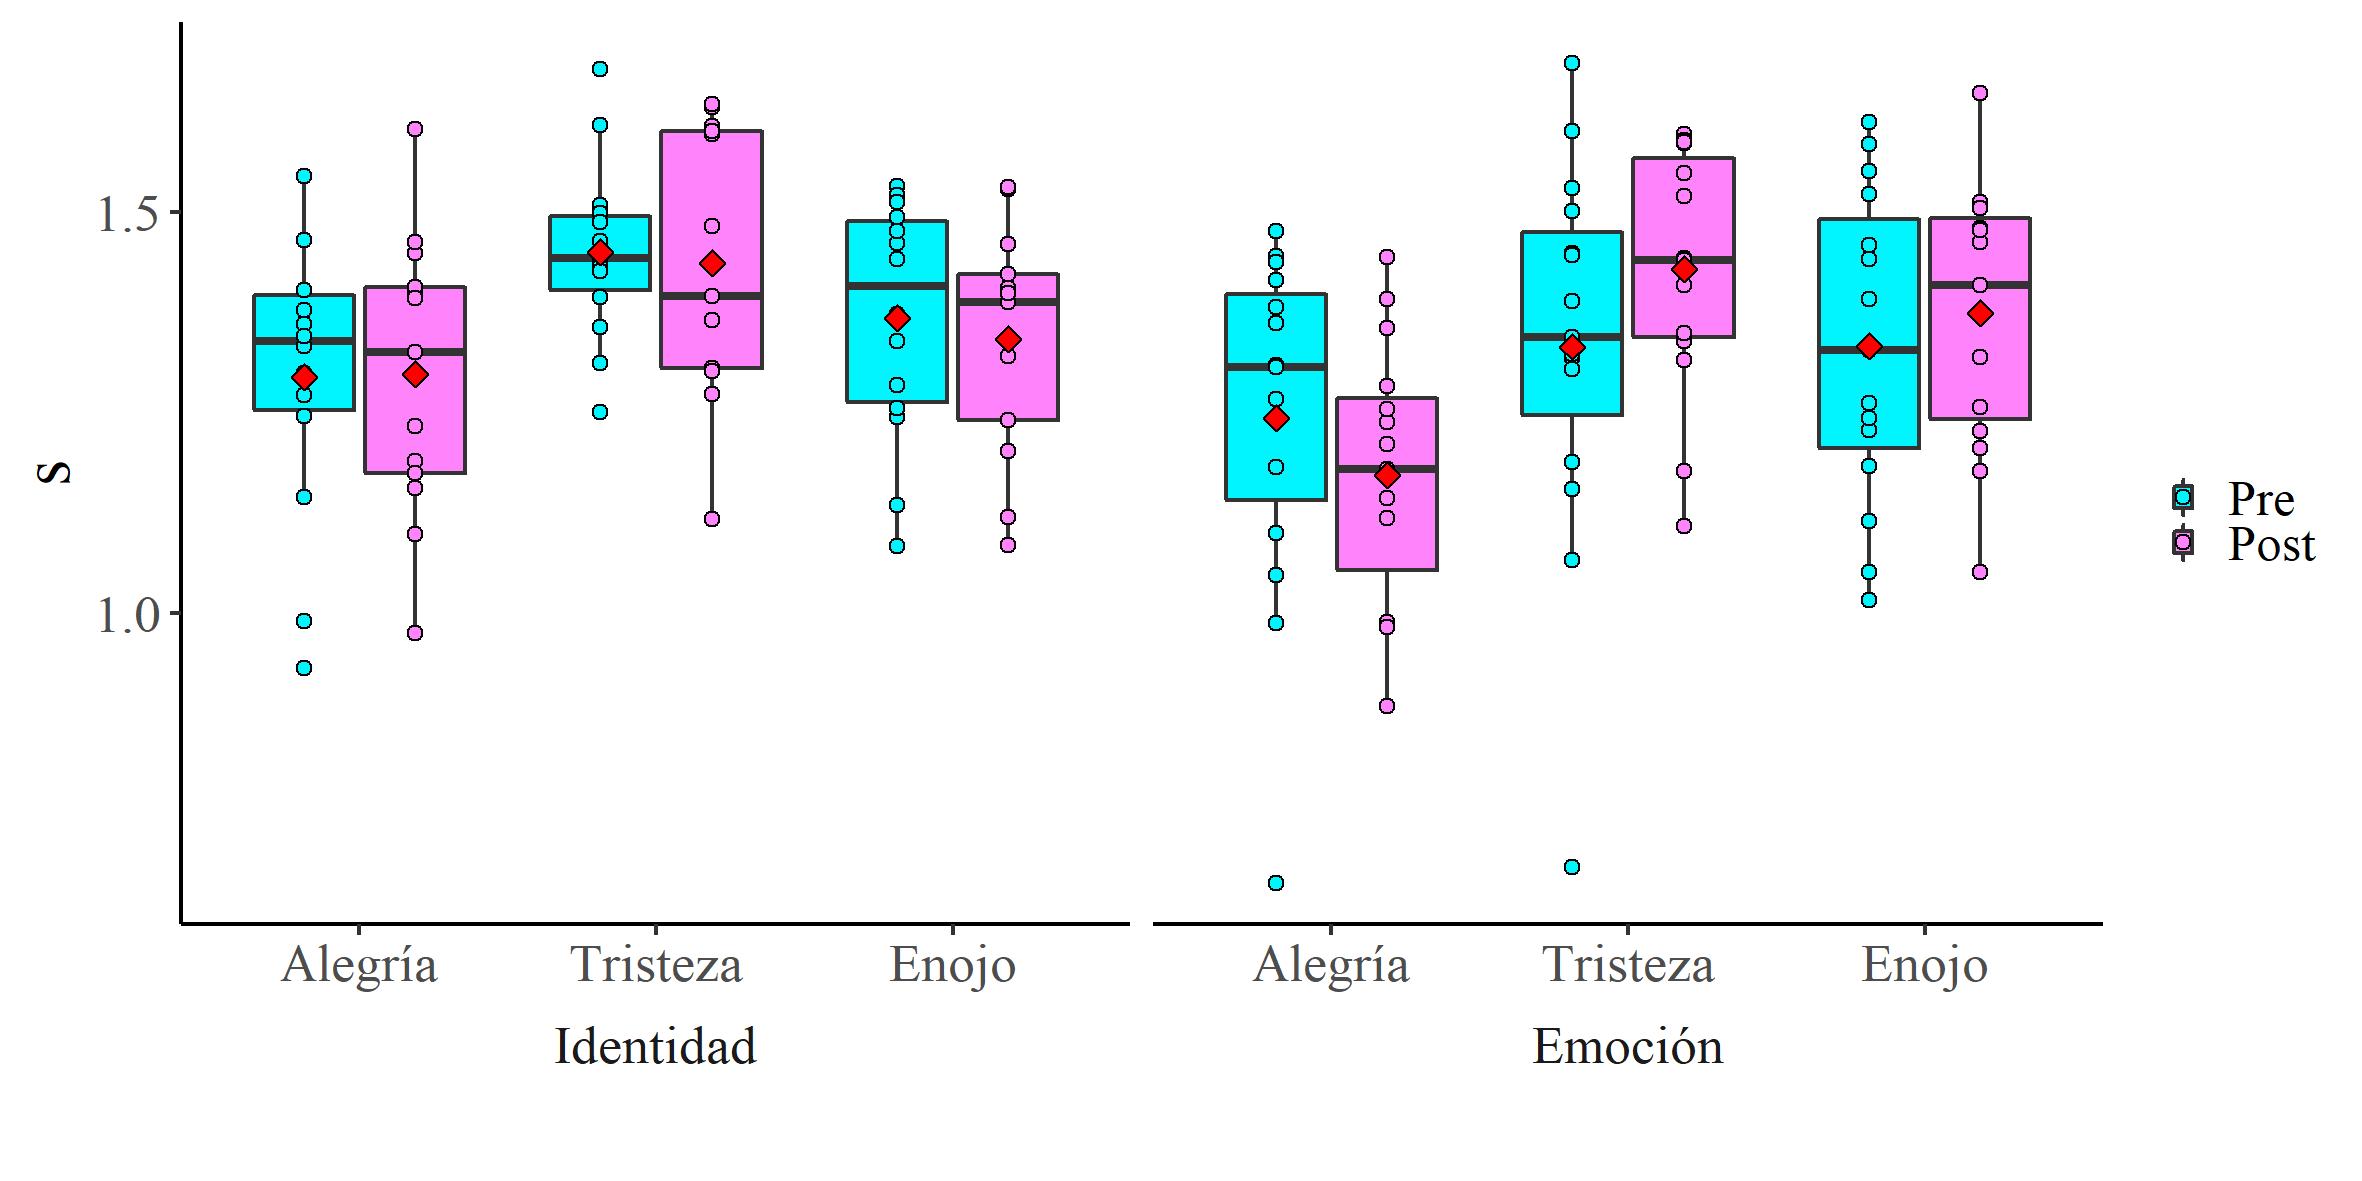 1.5
1.0
s
Alegría Tristeza Enojo Alegría Tristeza Enojo
Identidad Emoción
Pre
Post